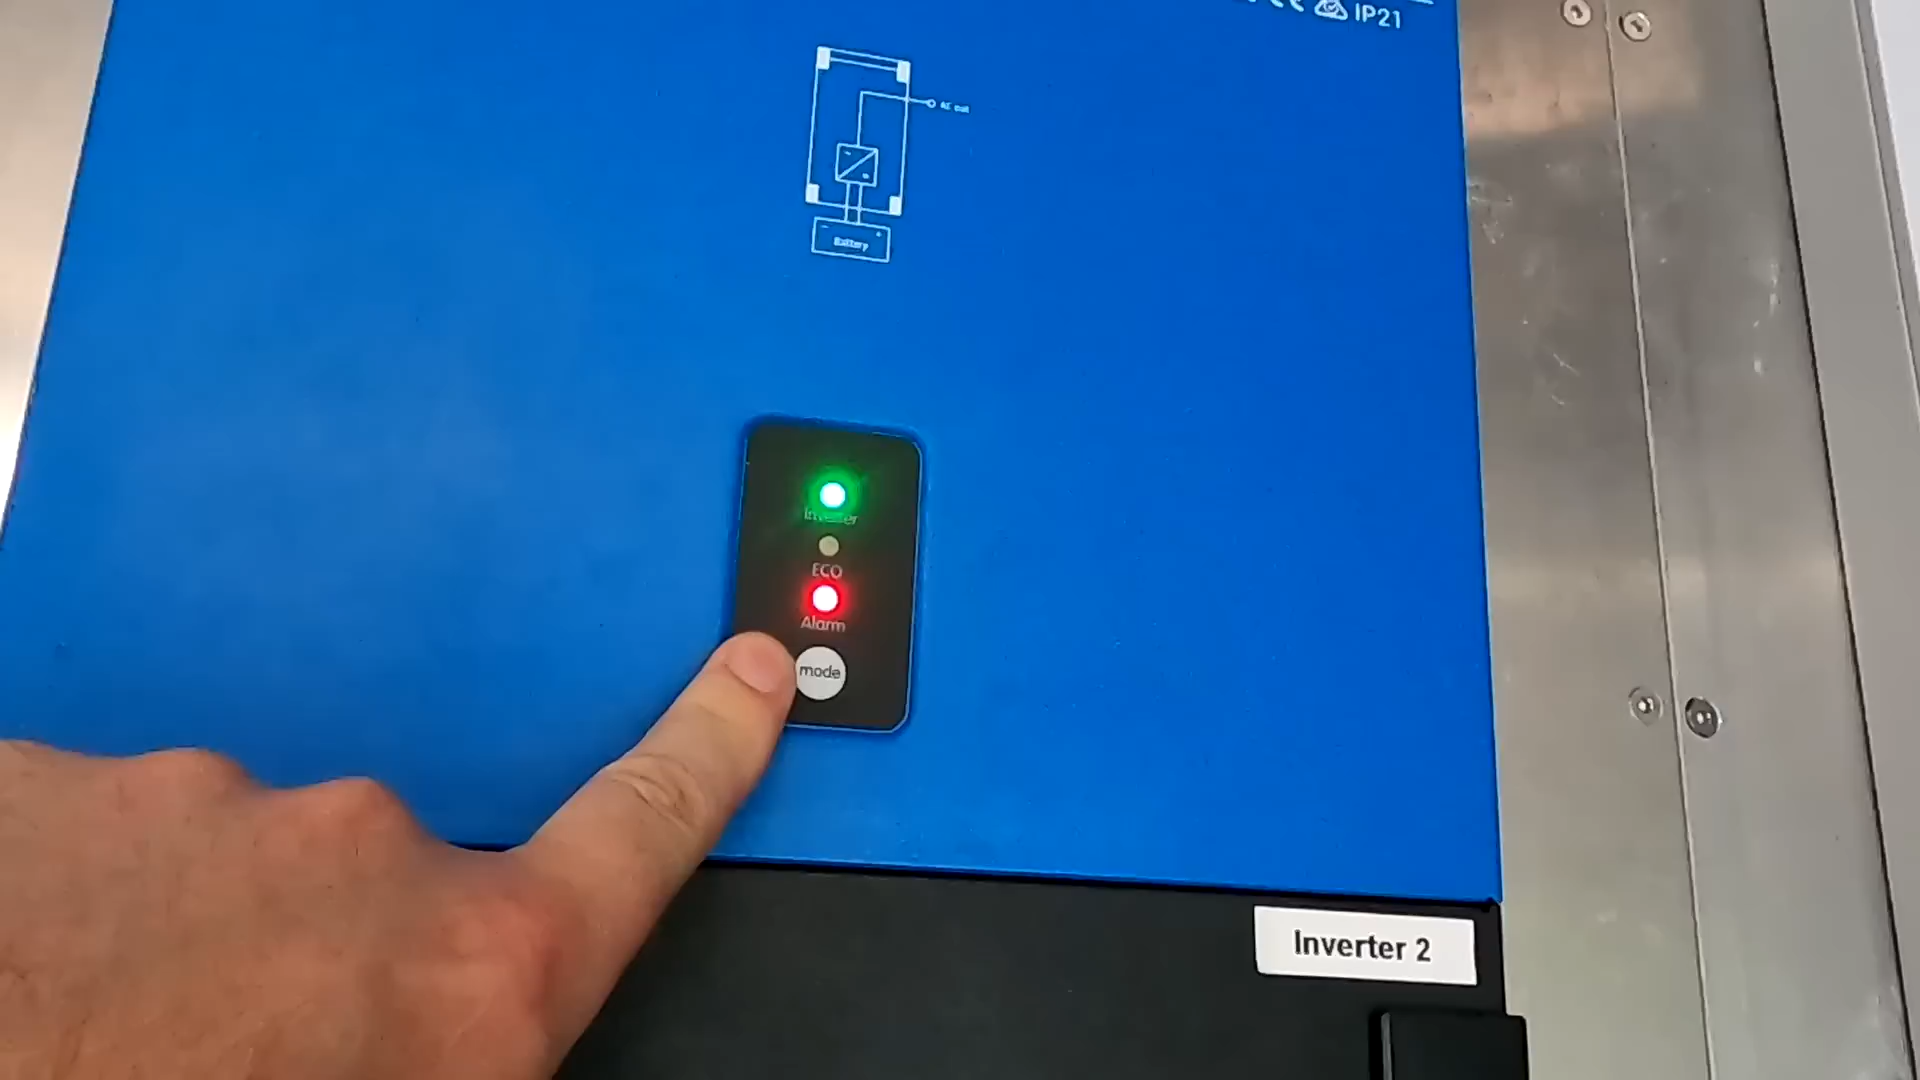 IP21
AC out
Battery
Inverter
ECO
Alarm
mode
Inverter 2